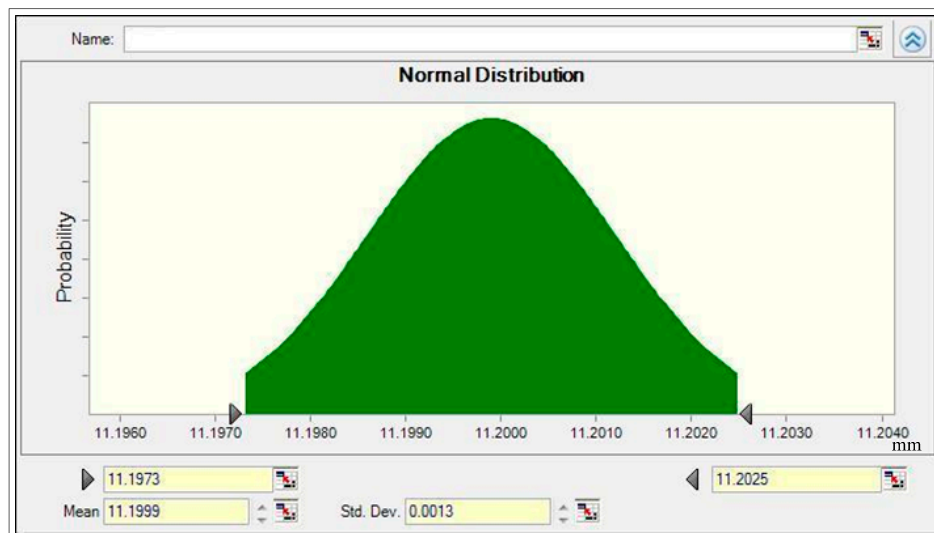 Name:
Normal Distribution
Probability
11.1960 11.1970 11.1980 11.1990 11.2000 11.2010 11.2020 11.2030 11.2040
mm
11.1973 11.2025
Mean 11.1999 Std. Dev. 0.0013